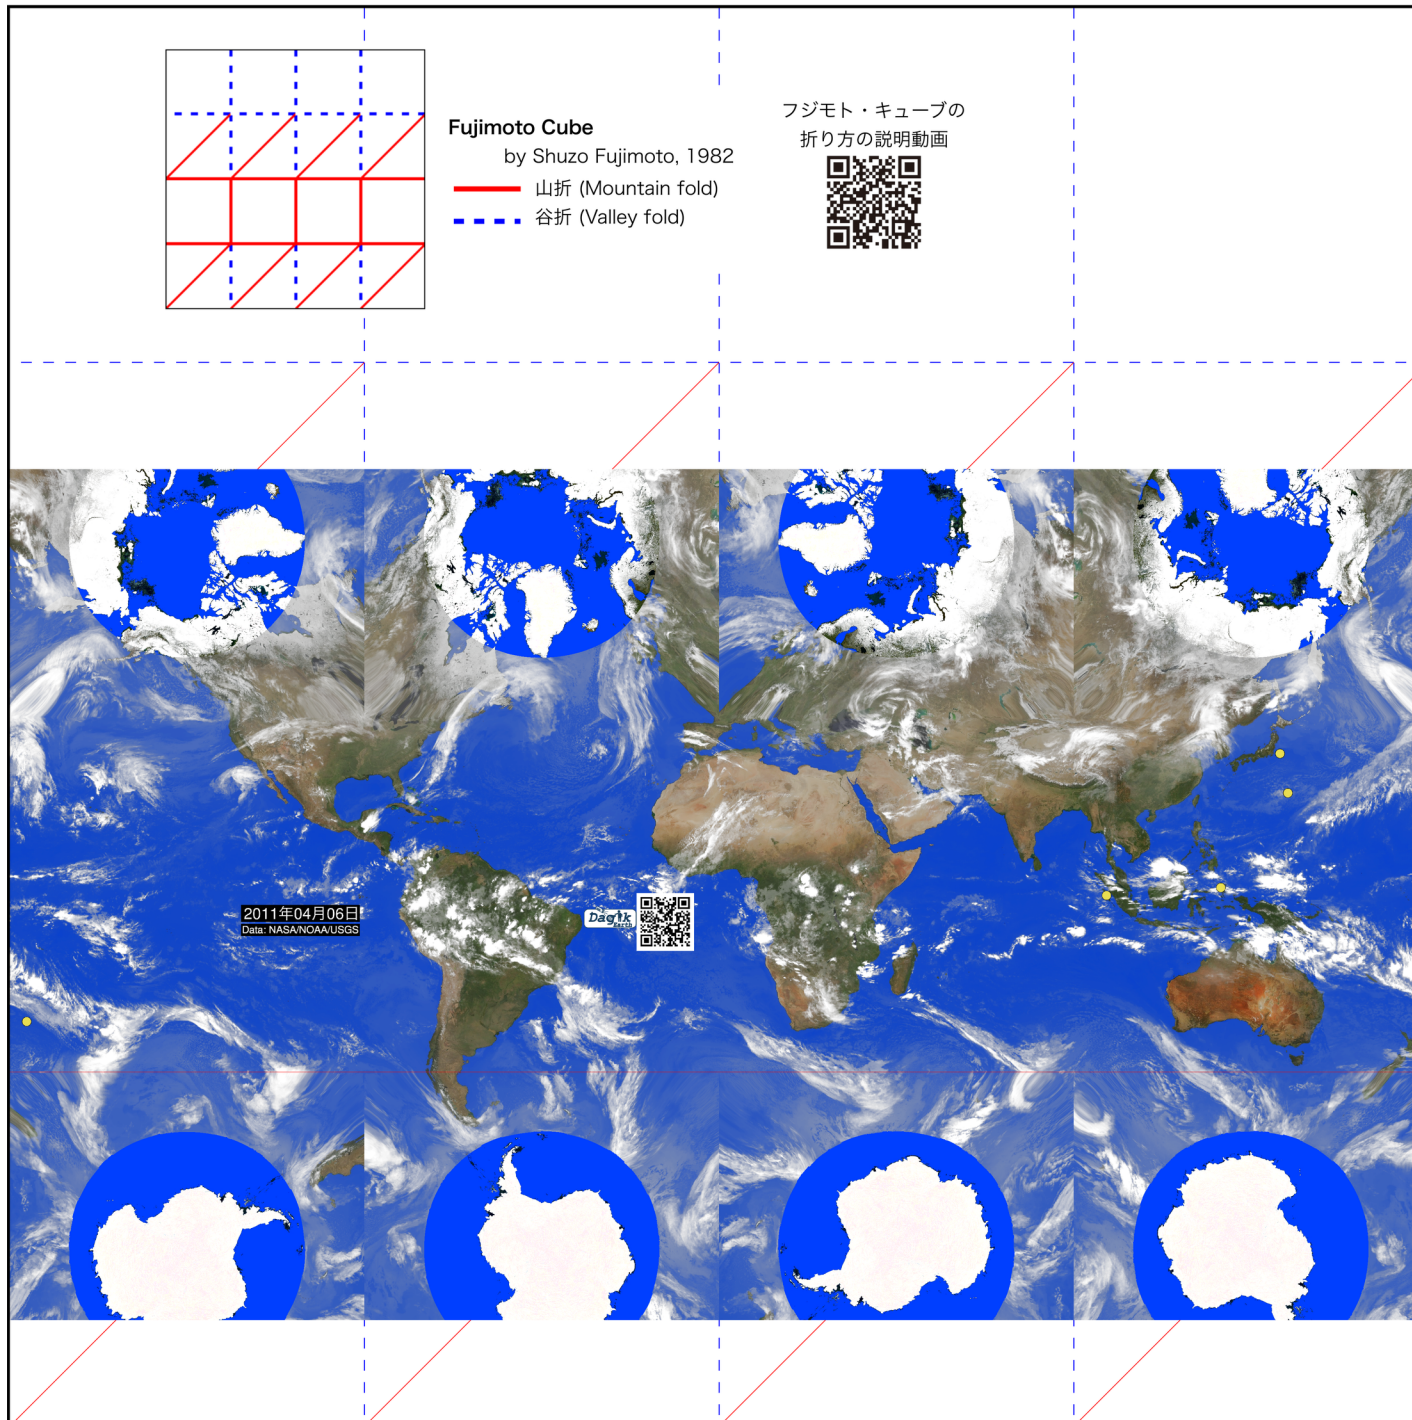 Fujimoto Cube
by Shuzo Fujimoto, 1982
山折 (Mountain fold)
谷折 (Valley fold)
フジモト・キューブの
折り方の説明動画
2011年04月06日
Data: NASA/NOAA/USGS
Dagik
Earth